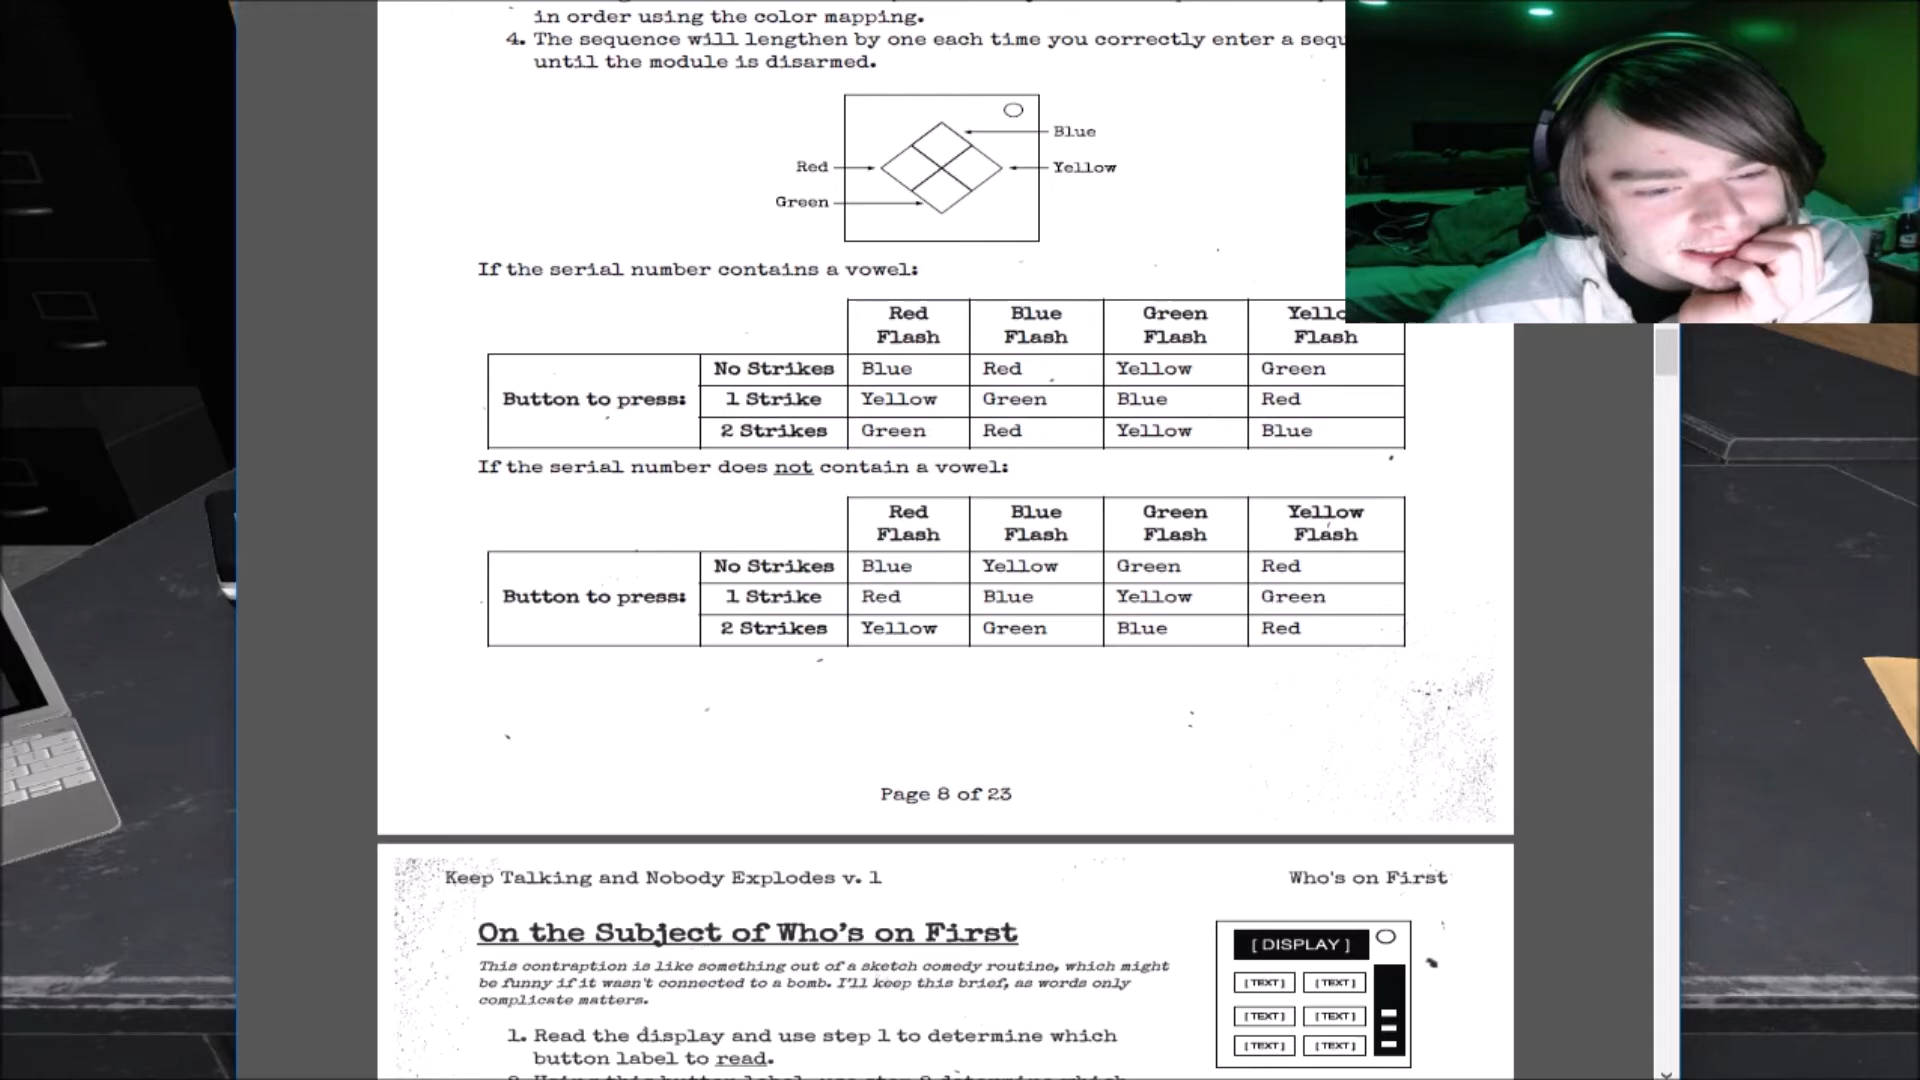 in order using the color mapping.
4. The sequence will lengthen by one each time you correctly enter a sequ
until the module is disarmed.
Blue
Red
Yellow
Green
If the serial number contains a vowel:
Red Flash Blue Flash Green Flash Yello Flash
No Strikes Blue Red Yellow Green
Button to press: 1 Strike Yellow Green Blue Red
2 Strikes Green Red Yellow Blue
If the serial number does not contain a vowel:
Red Flash Blue Flash Green Flash Yellow Flash
No Strikes Blue Yellow Green Red
Button to press: 1 Strike Red Blue Yellow Green
2 Strikes Yellow Green Blue Red
Page 8 of 23
Keep Talking and Nobody Explodes v. 1 Who's on First
On the Subject of Who's on First
This contraption is like something out of a sketch comedy routine, which might
be funny if it wasn't connected to a bomb. I'll keep this brief, as words only
complicate matters.
[DISPLAY]
[TEXT] [TEXT]
[TEXT] [TEXT]
[TEXT] [TEXT]
1. Read the display and use step 1 to determine which
button label to read.